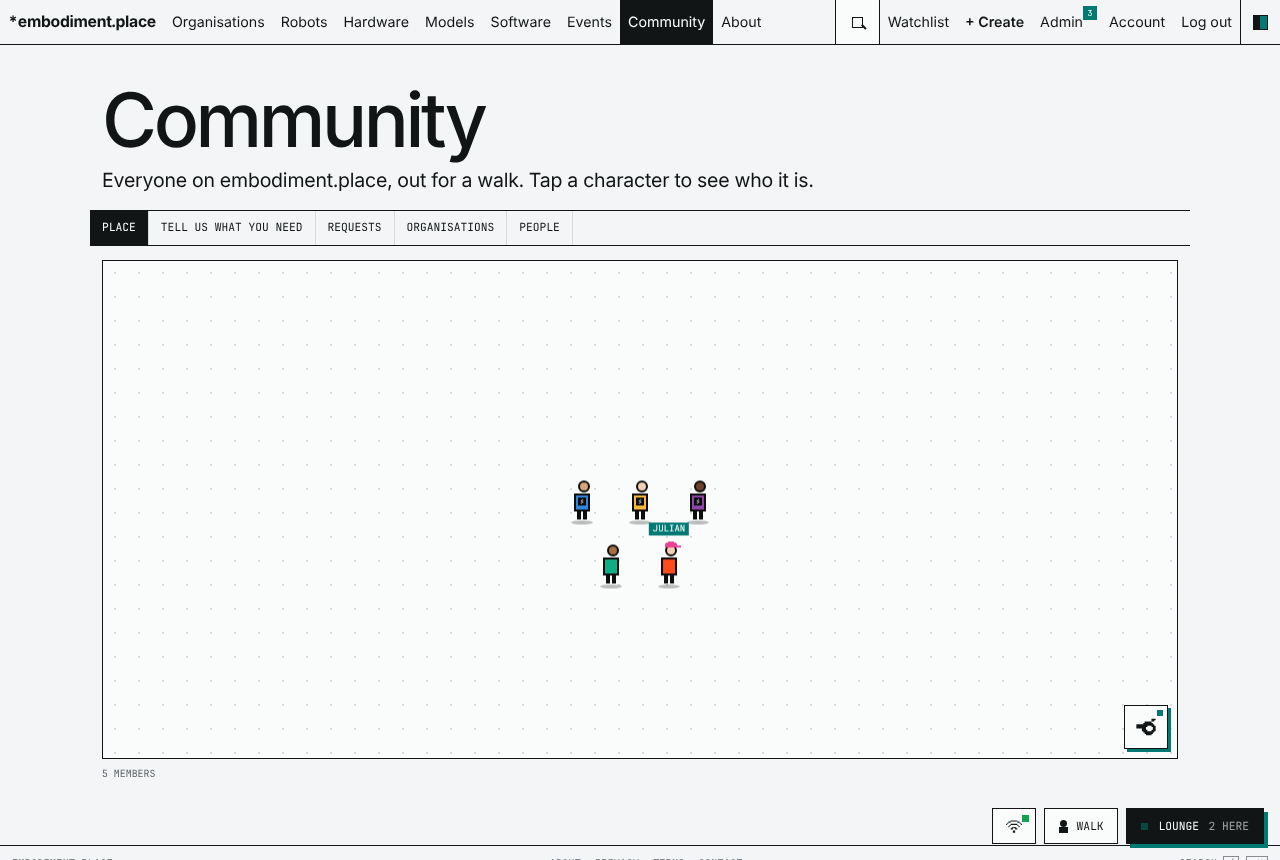 *embodiment.place Organisations Robots Hardware Models Software Events Community About Watchlist + Create Admin 3 Account Log out
Community
Everyone on embodiment.place, out for a walk. Tap a character to see who it is.
PLACE TELL US WHAT YOU NEED REQUESTS ORGANISATIONS PEOPLE
JULIAN
5 MEMBERS
WALK LOUNGE 2 HERE